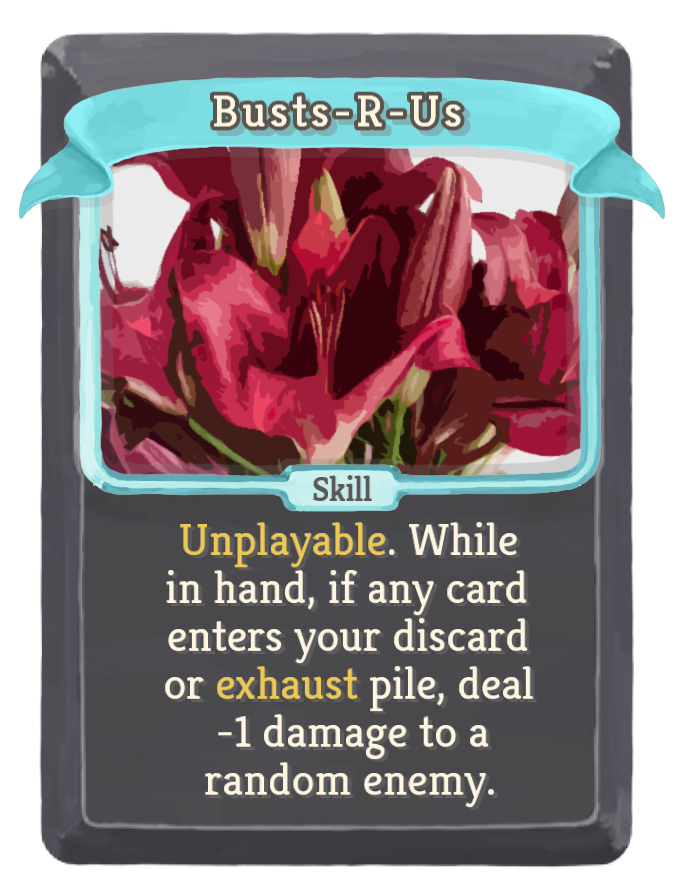 Busts-R-Us
Skill
Unplayable. While
in hand, if any card
enters your discard
or exhaust pile, deal
-1 damage to a
random enemy.